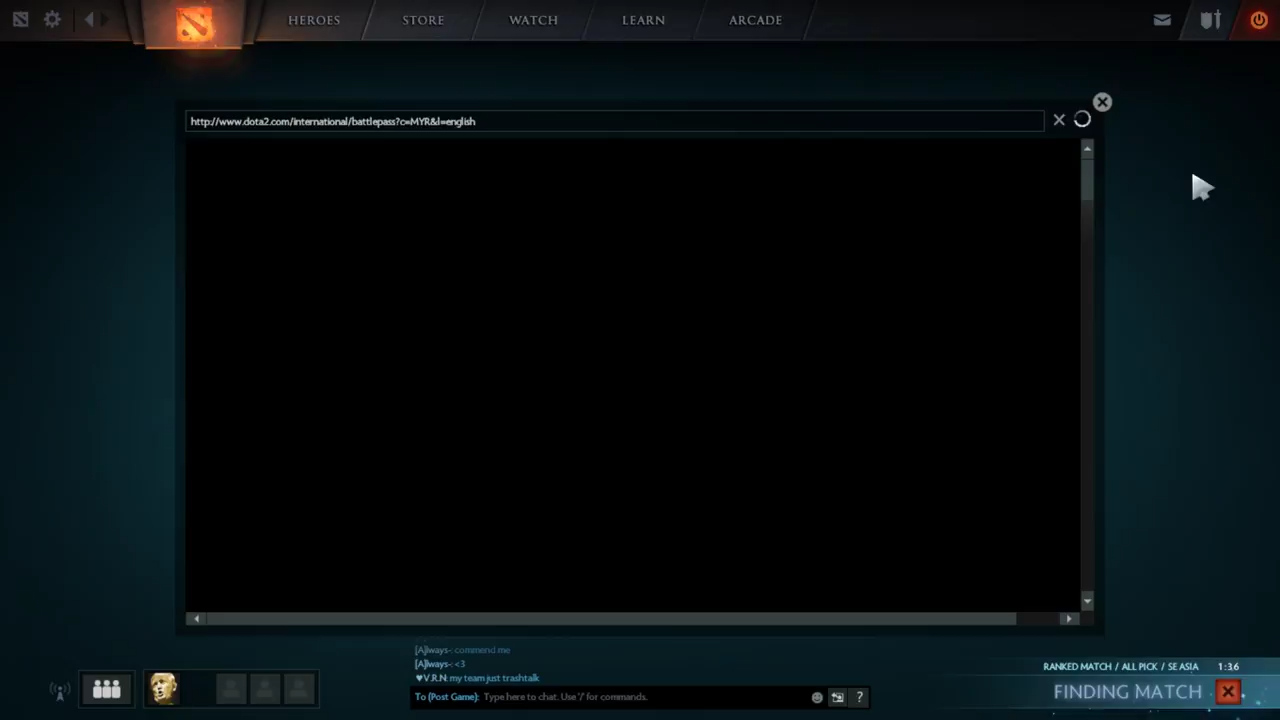 HEROES
STORE
WATCH
LEARN
ARCADE
http://www.dota2.com/international/battlepass?c=MYR&l=english
[A]lways-: commend me
[A]lways-: <3
♥V.R.N: my team just trashtalk
To (Post Game): Type here to chat. Use '/' for commands.
?
RANKED MATCH / ALL PICK / SE ASIA 1:36
FINDING MATCH